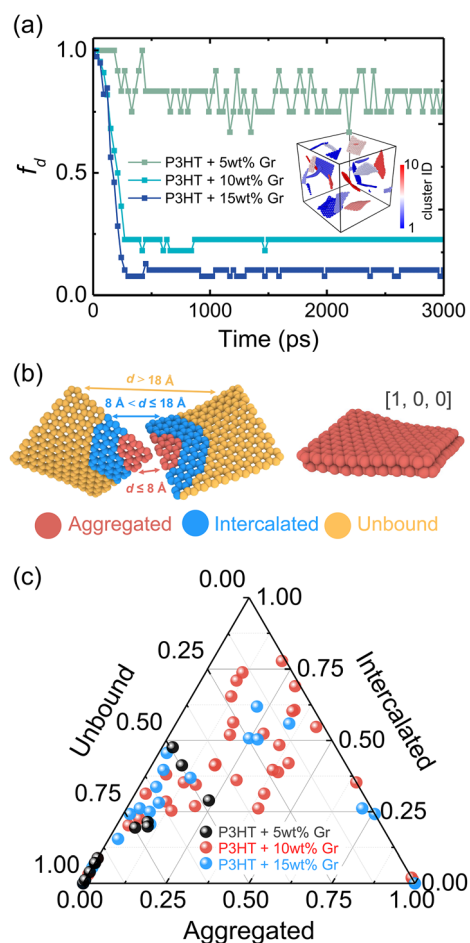 (a)
1.0
0.5
0.0
f_d
P3HT + 5wt% Gr
P3HT + 10wt% Gr
P3HT + 15wt% Gr
10
cluster ID
1
0
1000
2000
3000
Time (ps)
(b)
d > 18 Å
8 Å < d ≤ 18 Å
d ≤ 8 Å
[1, 0, 0]
Aggregated
Intercalated
Unbound
(c)
0.00
1.00
0.25
0.75
Unbound
Intercalated
0.50
0.50
0.75
0.25
P3HT + 5wt% Gr
P3HT + 10wt% Gr
P3HT + 15wt% Gr
1.00
0.00
0.00
0.25
0.50
0.75
1.00
Aggregated